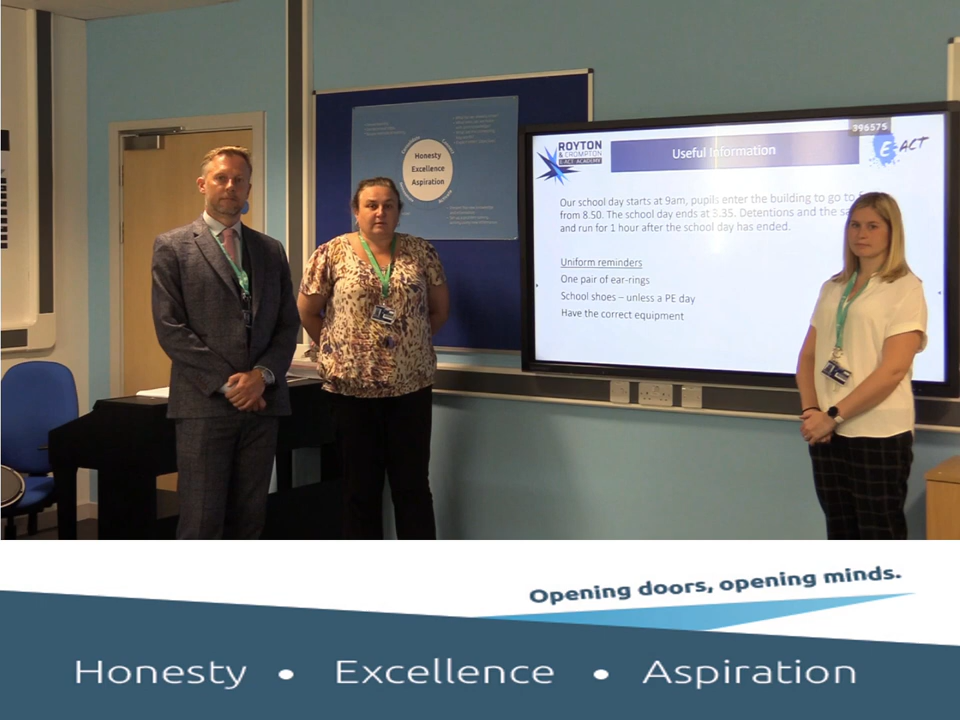 Honesty
Excellence
Aspiration
ROYTON
& CROMPTON
E-ACT ACADEMY
Useful Information
396575
E-ACT
Our school day starts at 9am, pupils enter the building to go to
from 8.50. The school day ends at 3.35. Detentions and the
and run for 1 hour after the school day has ended.
Uniform reminders
One pair of ear-rings
School shoes – unless a PE day
Have the correct equipment
Opening doors, opening minds.
Honesty • Excellence • Aspiration